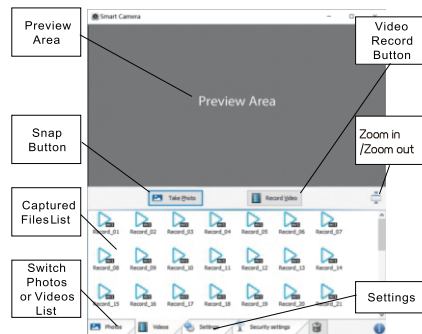 Smart Camera
Preview
Area
Video
Record
Button
Preview Area
Snap
Button
Zoom in
/Zoom out
Take Photo
Record Video
Captured
Files List
Record_01
Record_02
Record_03
Record_04
Record_05
Record_06
Record_07
Record_08
Record_09
Record_10
Record_11
Record_12
Record_13
Record_14
Switch
Photos
or Videos
List
Record_15
Record_16
Record_17
Record_18
Record_19
Record_20
Record_21
Settings
Photos
Videos
Settings
Security settings